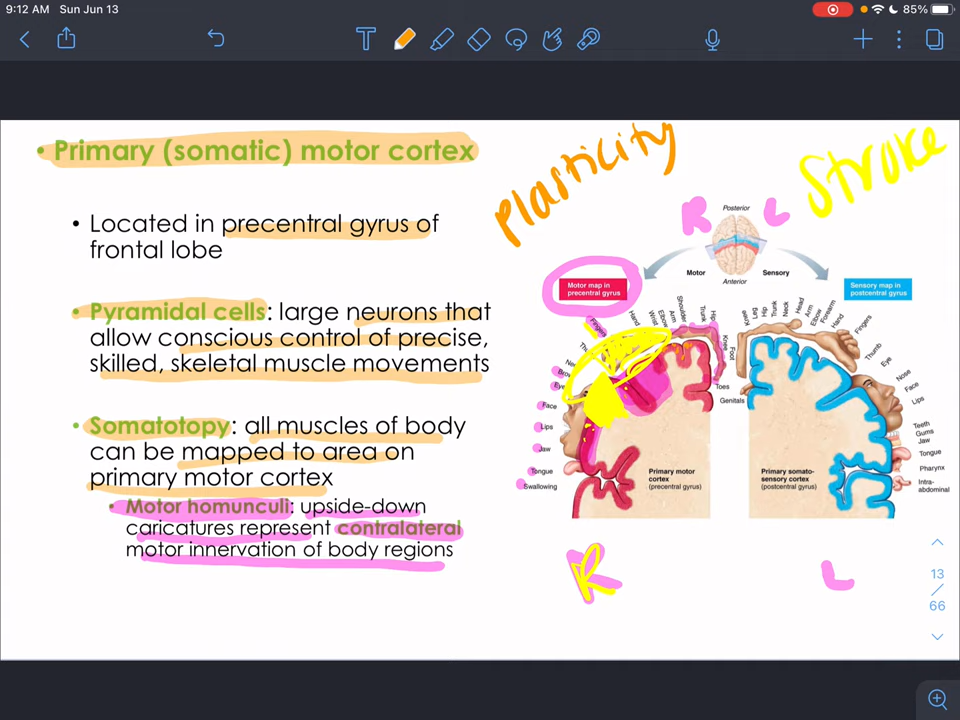 9:12 AM Sun Jun 13
85%
T
• Primary (somatic) motor cortex
Plasticity
Stroke
• Located in precentral gyrus of
frontal lobe
• Pyramidal cells: large neurons that
allow conscious control of precise,
skilled, skeletal muscle movements
• Somatotopy: all muscles of body
can be mapped to area on
primary motor cortex
• Motor homunculi: upside-down
caricatures represent contralateral
motor innervation of body regions
R
L
Posterior
Motor
Sensory
Anterior
Motor map in
precentral gyrus
Sensory map in
postcentral gyrus
Fingers
Hand
Wrist
Elbow
Arm
Shoulder
Trunk
Hip
Knee
Foot
Toes
Genitals
Face
Lips
Jaw
Tongue
Swallowing
Primary motor
cortex
(precentral gyrus)
Knee
Leg
Hip
Trunk
Neck
Head
Arm
Elbow
Forearm
Hand
Fingers
Thumb
Eye
Nose
Face
Lips
Teeth
Gums
Jaw
Tongue
Pharynx
Intra-
abdominal
Primary somato-
sensory cortex
(postcentral gyrus)
R
L
13
/
66